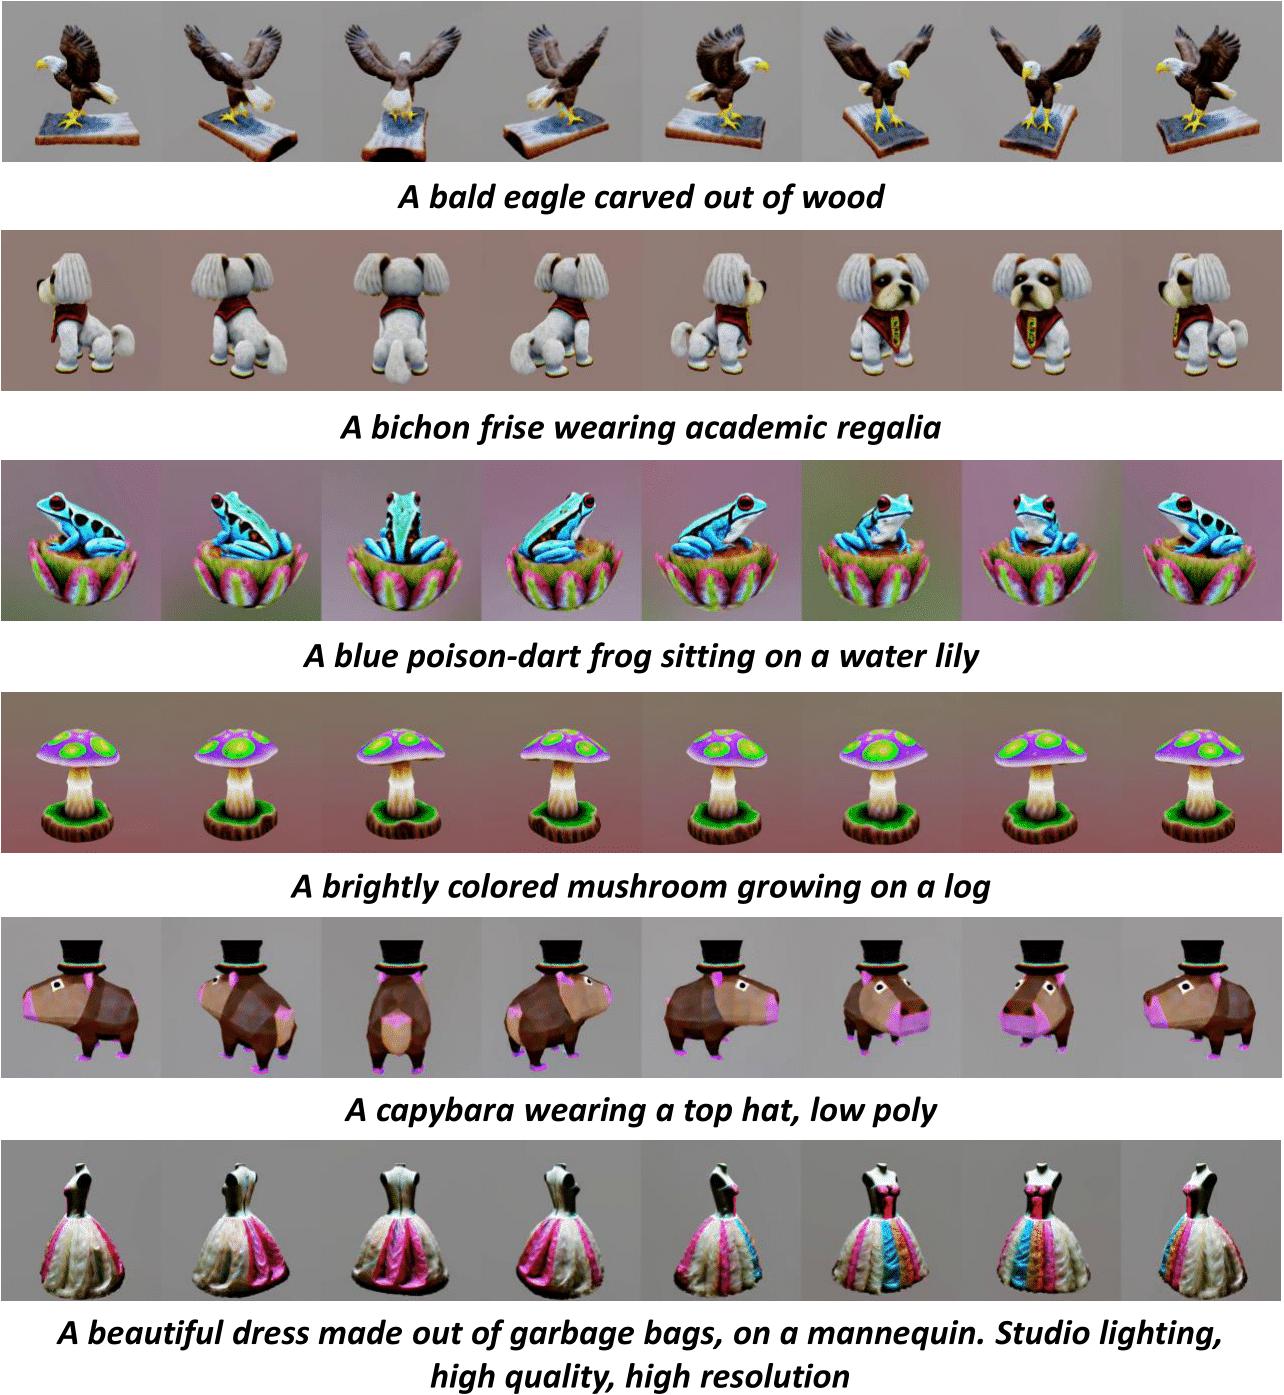 A bald eagle carved out of wood
A bichon frise wearing academic regalia
A blue poison-dart frog sitting on a water lily
A brightly colored mushroom growing on a log
A capybara wearing a top hat, low poly
A beautiful dress made out of garbage bags, on a mannequin. Studio lighting,
high quality, high resolution